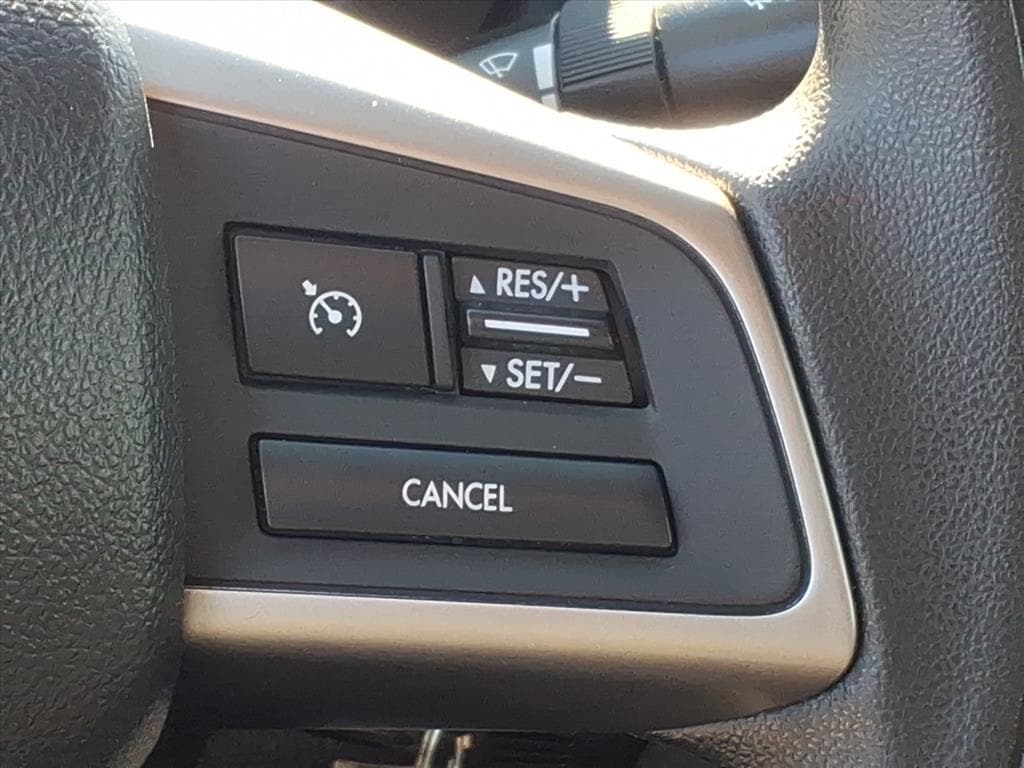 ▲ RES/+
▼ SET/−
CANCEL